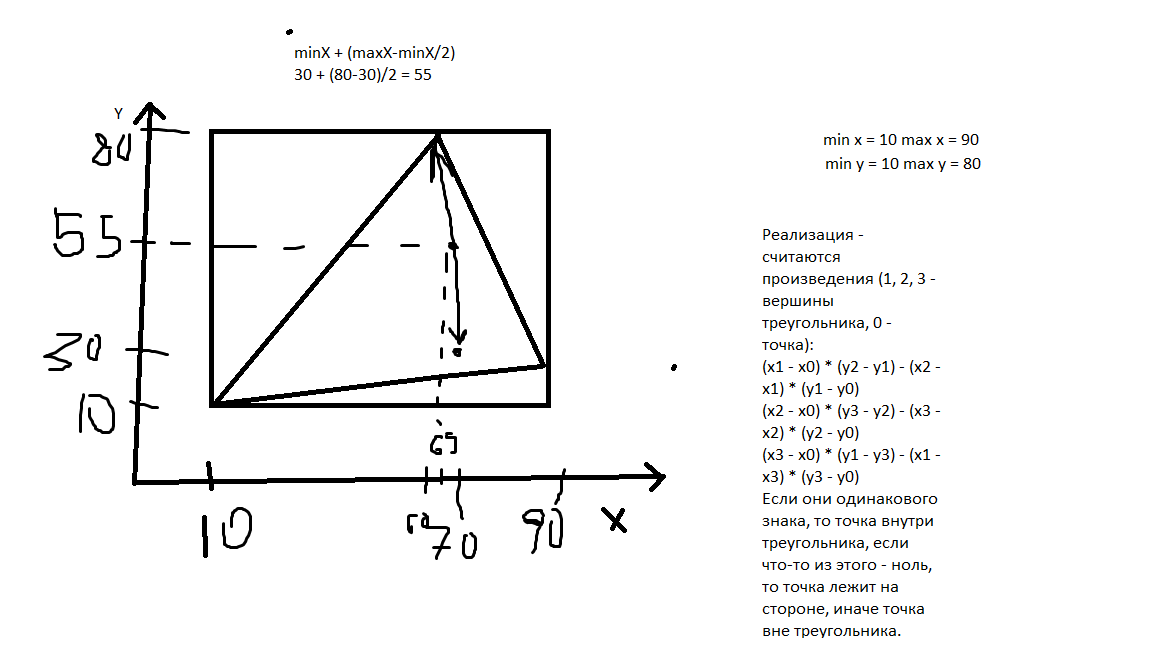 minX + (maxX-minX/2)
30 + (80-30)/2 = 55
Y
80
55
30
10
65
10
60
70
90
X
min x = 10 max x = 90
min y = 10 max y = 80
Реализация -
считаются
произведения (1, 2, 3 -
вершины
треугольника, 0 -
точка):
(x1 - x0) * (y2 - y1) - (x2 -
x1) * (y1 - y0)
(x2 - x0) * (y3 - y2) - (x3 -
x2) * (y2 - y0)
(x3 - x0) * (y1 - y3) - (x1 -
x3) * (y3 - y0)
Если они одинакового
знака, то точка внутри
треугольника, если
что-то из этого - ноль,
то точка лежит на
стороне, иначе точка
вне треугольника.